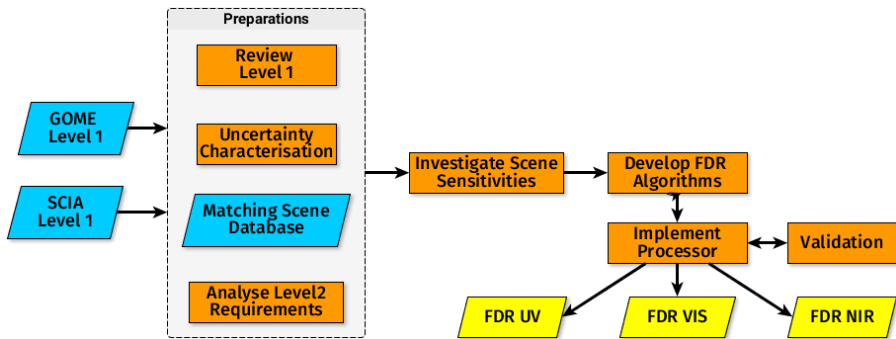 Preparations
Review
Level 1
GOME
Level 1
Uncertainty
Characterisation
Investigate Scene
Sensitivities
Develop FDR
Algorithms
SCIA
Level 1
Matching Scene
Database
Implement
Processor
Validation
Analyse Level2
Requirements
FDR UV
FDR VIS
FDR NIR